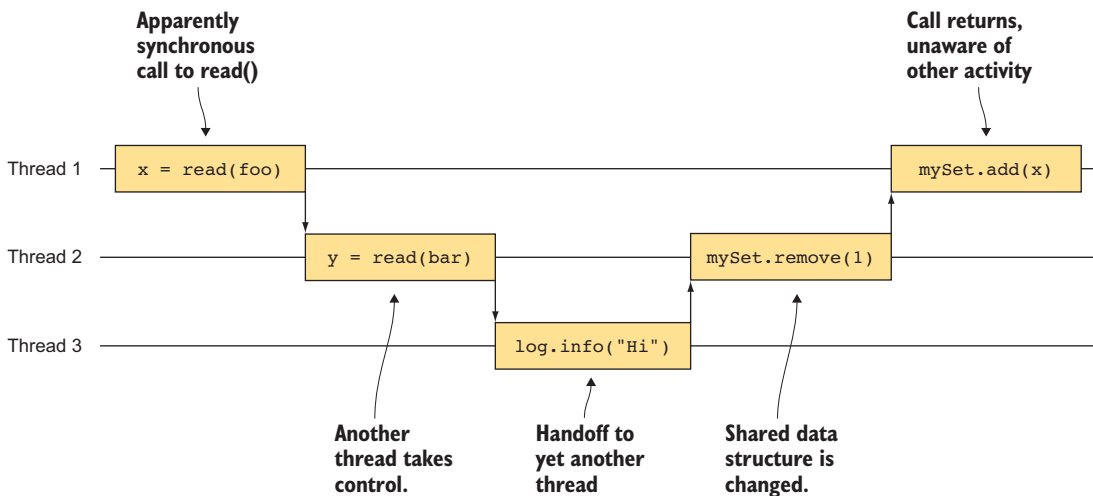 Apparently
synchronous
call to read()
Call returns,
unaware of
other activity
Thread 1
x = read(foo)
mySet.add(x)
Thread 2
y = read(bar)
mySet.remove(1)
Thread 3
log.info("Hi")
Another
thread takes
control.
Handoff to
yet another
thread
Shared data
structure is
changed.